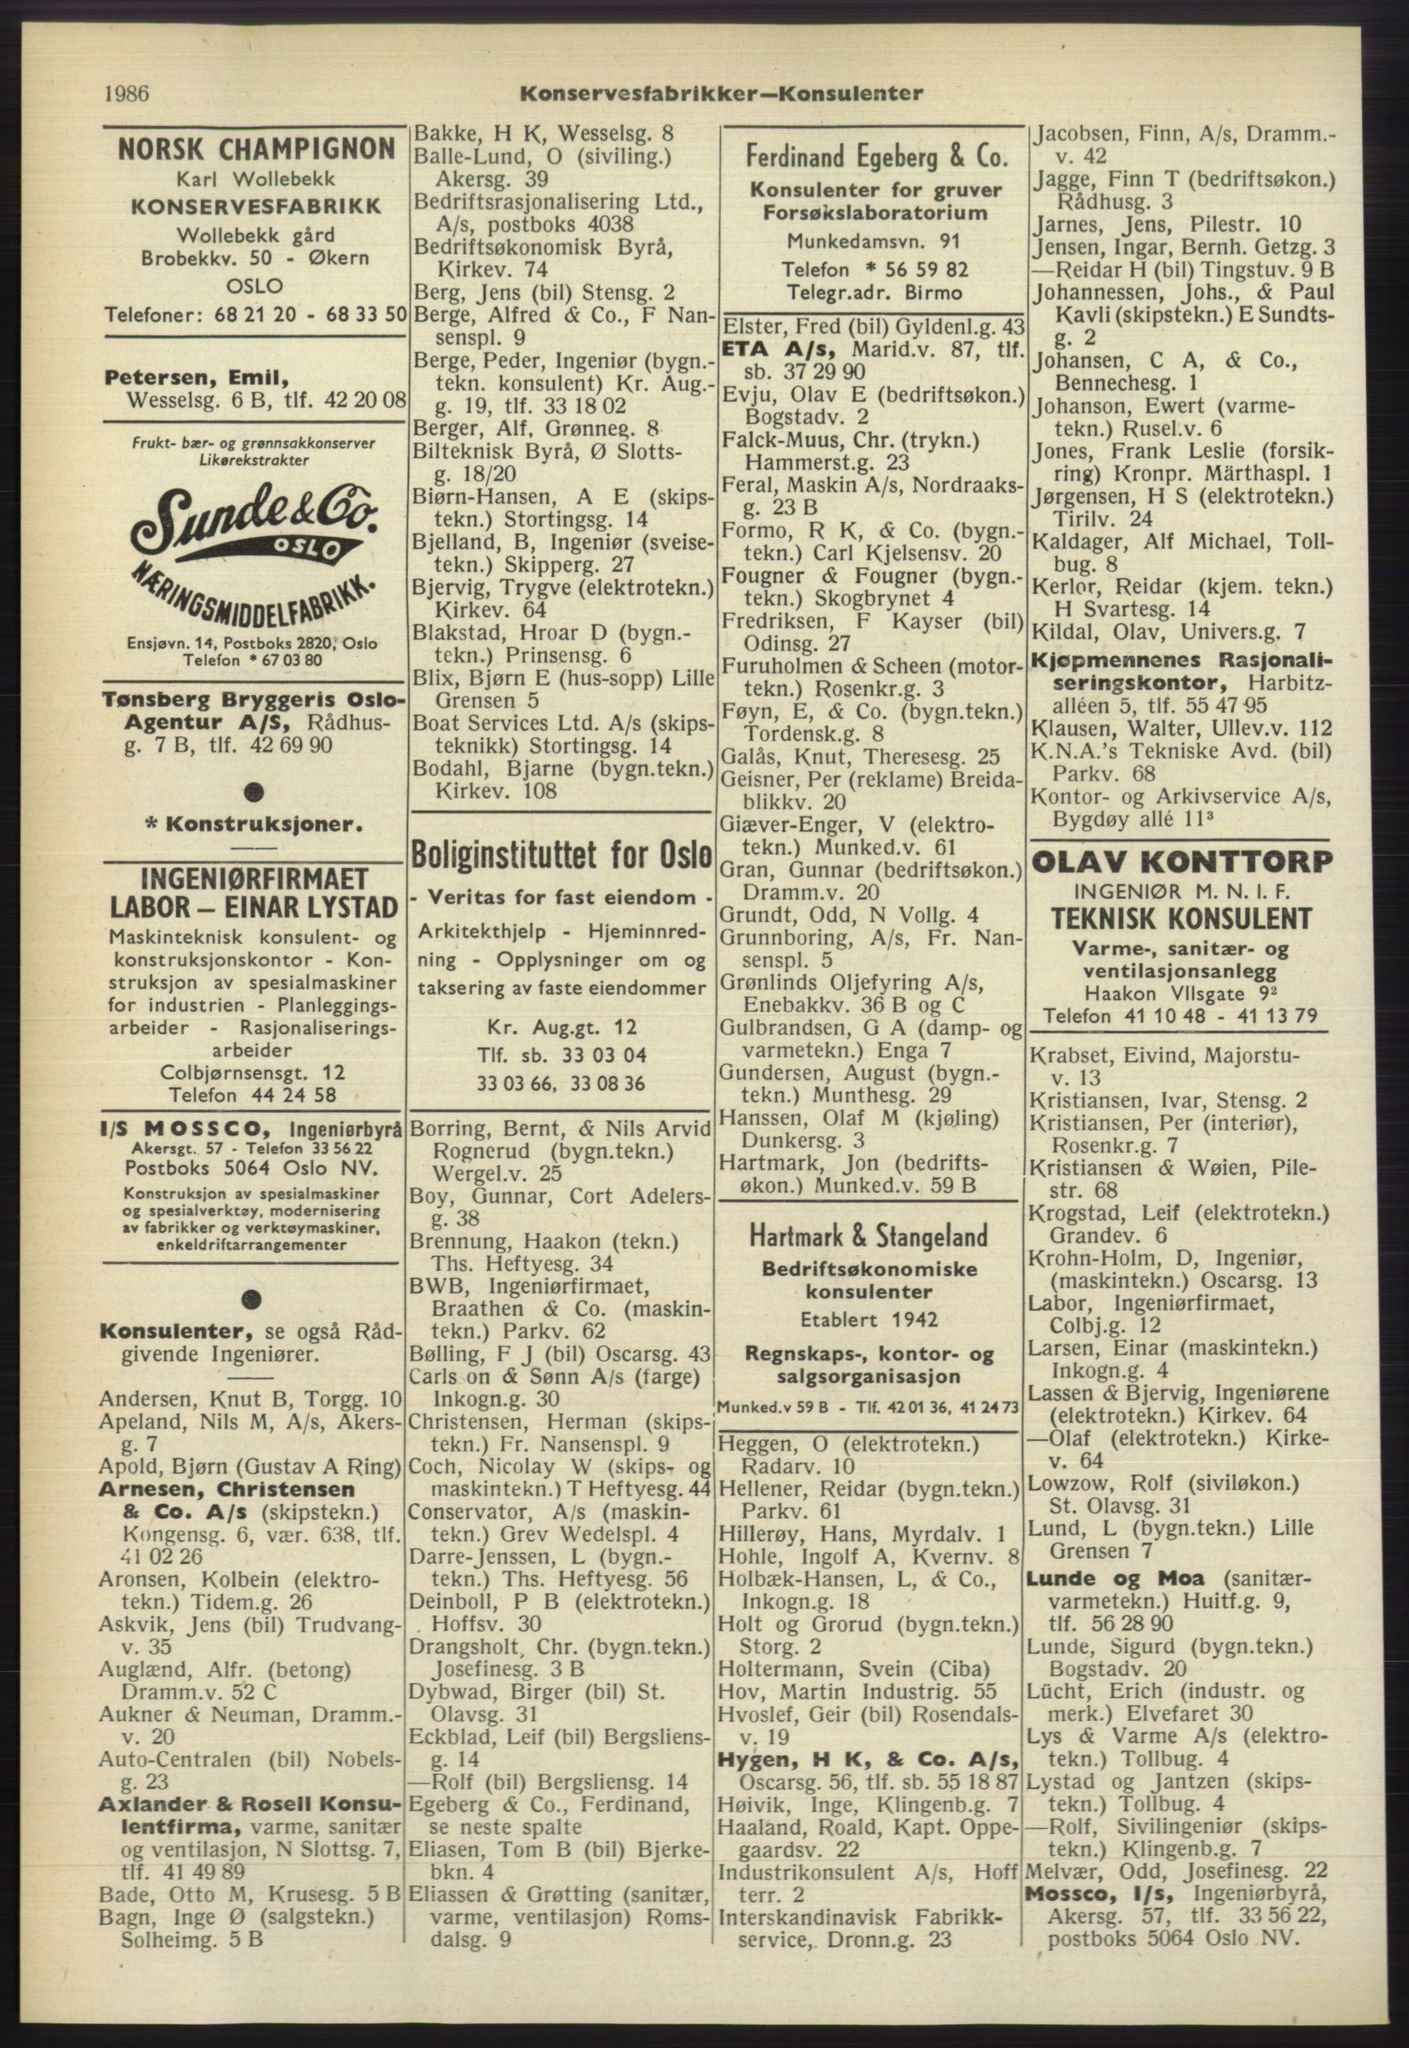 1986
Konservesfabrikker—Konsulenter
NORSK CHAMPIGNON
Karl Wollebekk
KONSERVESFABRIKK
Wollebekk gård
Brobekkv. 50 - Økern
OSLO
Telefoner: 68 21 20 - 68 33 50
Petersen, Emil,
Wesselsg. 6 B, tlf. 42 20 08
Frukt- bær- og grønnsakkonserver
Likørekstrakter
Sunde & Co.
OSLO
NÆRINGSMIDDELFABRIKK.
Ensjøvn. 14, Postboks 2820, Oslo
Telefon * 67 03 80
Tønsberg Bryggeris Oslo-
Agentur A/S, Rådhus-
g. 7 B, tlf. 42 69 90
●
* Konstruksjoner.
INGENIØRFIRMAET
LABOR – EINAR LYSTAD
Maskinteknisk konsulent- og
konstruksjonskontor - Kon-
struksjon av spesialmaskiner
for industrien - Planleggings-
arbeider - Rasjonaliserings-
arbeider
Colbjørnsensgt. 12
Telefon 44 24 58
I/S MOSSCO, Ingeniørbyrå
Akersgt. 57 - Telefon 33 56 22
Postboks 5064 Oslo NV.
Konstruksjon av spesialmaskiner
og spesialverktøy, modernisering
av fabrikker og verktøymaskiner,
enkeldriftarrangementer
●
Konsulenter, se også Råd-
givende Ingeniører.
Andersen, Knut B, Torgg. 10
Apeland, Nils M, A/s, Akers-
g. 7
Apold, Bjørn (Gustav A Ring)
Arnesen, Christensen
& Co. A/s (skipstekn.)
Kongensg. 6, vær. 638, tlf.
41 02 26
Aronsen, Kolbein (elektro-
tekn.) Tidem.g. 26
Askvik, Jens (bil) Trudvang-
v. 35
Auglænd, Alfr. (betong)
Dramm.v. 52 C
Aukner & Neuman, Dramm.-
v. 20
Auto-Centralen (bil) Nobels-
g. 23
Axlander & Rosell Konsu-
lentfirma, varme, sanitær
og ventilasjon, N Slottsg. 7,
tlf. 41 49 89
Bade, Otto M, Krusesg. 5 B
Bagn, Inge Ø (salgstekn.)
Solheimg. 5 B
Bakke, H K, Wesselsg. 8
Balle-Lund, O (siviling.)
Akersg. 39
Bedriftsrasjonalisering Ltd.,
A/s, postboks 4038
Bedriftsøkonomisk Byrå,
Kirkev. 74
Berg, Jens (bil) Stensg. 2
Berge, Alfred & Co., F Nan-
senspl. 9
Berge, Peder, Ingeniør (bygn.-
tekn. konsulent) Kr. Aug.-
g. 19, tlf. 33 18 02
Berger, Alf, Grønneg. 8
Bilteknisk Byrå, Ø Slotts-
g. 18/20
Biørn-Hansen, A E (skips-
tekn.) Stortingsg. 14
Bjelland, B, Ingeniør (sveise-
tekn.) Skipperg. 27
Bjervig, Trygve (elektrotekn.)
Kirkev. 64
Blakstad, Hroar D (bygn.-
tekn.) Prinsensg. 6
Blix, Bjørn E (hus-sopp) Lille
Grensen 5
Boat Services Ltd. A/s (skips-
teknikk) Stortingsg. 14
Bodahl, Bjarne (bygn.tekn.)
Kirkev. 108
Boliginstituttet for Oslo
- Veritas for fast eiendom -
Arkitekthjelp - Hjeminnred-
ning - Opplysninger om og
taksering av faste eiendommer
Kr. Aug.gt. 12
Tlf. sb. 33 03 04
33 03 66, 33 08 36
Borring, Bernt, & Nils Arvid
Rognerud (bygn.tekn.)
Wergel.v. 25
Boy, Gunnar, Cort Adelers-
g. 38
Brennung, Haakon (tekn.)
Ths. Heftyesg. 34
BWB, Ingeniørfirmaet,
Braathen & Co. (maskin-
tekn.) Parkv. 62
Bølling, F J (bil) Oscarsg. 43
Carls on & Sønn A/s (farge)
Inkogn.g. 30
Christensen, Herman (skips-
tekn.) Fr. Nansenspl. 9
Coch, Nicolay W (skips- og
maskintekn.) T Heftyesg. 44
Conservator, A/s (maskin-
tekn.) Grev Wedelspl. 4
Darre-Jenssen, L (bygn.-
tekn.) Ths. Heftyesg. 56
Deinboll, P B (elektrotekn.)
Hoffsv. 30
Drangsholt, Chr. (bygn.tekn.)
Josefinesg. 3 B
Dybwad, Birger (bil) St.
Olavsg. 31
Eckblad, Leif (bil) Bergsliens-
g. 14
—Rolf (bil) Bergsliensg. 14
Egeberg & Co., Ferdinand,
se neste spalte
Eliasen, Tom B (bil) Bjerke-
bkn. 4
Eliassen & Grøtting (sanitær,
varme, ventilasjon) Roms-
dalsg. 9
Ferdinand Egeberg & Co.
Konsulenter for gruver
Forsøkslaboratorium
Munkedamsvn. 91
Telefon * 56 59 82
Telegr.adr. Birmo
Elster, Fred (bil) Gyldenl.g. 43
ETA A/s, Marid.v. 87, tlf.
sb. 37 29 90
Evju, Olav E (bedriftsøkon.)
Bogstadv. 2
Falck-Muus, Chr. (trykn.)
Hammerst.g. 23
Feral, Maskin A/s, Nordraaks-
g. 23 B
Formo, R K, & Co. (bygn.-
tekn.) Carl Kjelsensv. 20
Fougner & Fougner (bygn.-
tekn.) Skogbrynet 4
Fredriksen, F Kayser (bil)
Odinsg. 27
Furuholmen & Scheen (motor-
tekn.) Rosenkr.g. 3
Føyn, E, & Co. (bygn.tekn.)
Tordensk.g. 8
Galås, Knut, Theresesg. 25
Geisner, Per (reklame) Breida-
blikkv. 20
Giæver-Enger, V (elektro-
tekn.) Munked.v. 61
Gran, Gunnar (bedriftsøkon.)
Dramm.v. 20
Grundt, Odd, N Vollg. 4
Grunnboring, A/s, Fr. Nan-
senspl. 5
Grønlinds Oljefyring A/s,
Enebakkv. 36 B og C
Gulbrandsen, G A (damp- og
varmetekn.) Enga 7
Gundersen, August (bygn.-
tekn.) Munthesg. 29
Hanssen, Olaf M (kjøling)
Dunkersg. 3
Hartmark, Jon (bedrifts-
økon.) Munked.v. 59 B
Hartmark & Stangeland
Bedriftsøkonomiske
konsulenter
Etablert 1942
Regnskaps-, kontor- og
salgsorganisasjon
Munked.v 59 B - Tlf. 42 01 36, 41 24 73
Heggen, O (elektrotekn.)
Radarv. 10
Hellener, Reidar (bygn.tekn.)
Parkv. 61
Hillerøy, Hans, Myrdalv. 1
Hohle, Ingolf A, Kvernv. 8
Holbæk-Hansen, L, & Co.,
Inkogn.g. 18
Holt og Grorud (bygn.tekn.)
Storg. 2
Holtermann, Svein (Ciba)
Hov, Martin Industrig. 55
Hvoslef, Geir (bil) Rosendals-
v. 19
Hygen, H K, & Co. A/s,
Oscarsg. 56, tlf. sb. 55 18 87
Høivik, Inge, Klingenb.g. 7
Haaland, Roald, Kapt. Oppe-
gaardsv. 22
Industrikonsulent A/s, Hoff
terr. 2
Interskandinavisk Fabrikk-
service, Dronn.g. 23
Jacobsen, Finn, A/s, Dramm.-
v. 42
Jagge, Finn T (bedriftsøkon.)
Rådhusg. 3
Jarnes, Jens, Pilestr. 10
Jensen, Ingar, Bernh. Getzg. 3
—Reidar H (bil) Tingstuv. 9 B
Johannessen, Johs., & Paul
Kavli (skipstekn.) E Sundts-
g. 2
Johansen, C A, & Co.,
Bennechesg. 1
Johanson, Ewert (varme-
tekn.) Rusel.v. 6
Jones, Frank Leslie (forsik-
ring) Kronpr. Märthaspl. 1
Jørgensen, H S (elektrotekn.)
Tirilv. 24
Kaldager, Alf Michael, Toll-
bug. 8
Kerlor, Reidar (kjem. tekn.)
H Svartesg. 14
Kildal, Olav, Univers.g. 7
Kjøpmennenes Rasjonali-
seringskontor, Harbitz-
alléen 5, tlf. 55 47 95
Klausen, Walter, Ullev.v. 112
K.N.A.'s Tekniske Avd. (bil)
Parkv. 68
Kontor- og Arkivservice A/s,
Bygdøy allé 11³
OLAV KONTTORP
INGENIØR M. N. I. F.
TEKNISK KONSULENT
Varme-, sanitær- og
ventilasjonsanlegg
Haakon VIIsgate 9²
Telefon 41 10 48 - 41 13 79
Krabset, Eivind, Majorstu-
v. 13
Kristiansen, Ivar, Stensg. 2
Kristiansen, Per (interiør),
Rosenkr.g. 7
Kristiansen & Wøien, Pile-
str. 68
Krogstad, Leif (elektrotekn.)
Grandev. 6
Krohn-Holm, D, Ingeniør,
(maskintekn.) Oscarsg. 13
Labor, Ingeniørfirmaet,
Colbj.g. 12
Larsen, Einar (maskintekn.)
Inkogn.g. 4
Lassen & Bjervig, Ingeniørene
(elektrotekn.) Kirkev. 64
—Olaf (elektrotekn.) Kirke-
v. 64
Lowzow, Rolf (siviløkon.)
St. Olavsg. 31
Lund, L (bygn.tekn.) Lille
Grensen 7
Lunde og Moa (sanitær-
varmetekn.) Huitf.g. 9,
tlf. 56 28 90
Lunde, Sigurd (bygn.tekn.)
Bogstadv. 20
Lücht, Erich (industr. og
merk.) Elvefaret 30
Lys & Varme A/s (elektro-
tekn.) Tollbug. 4
Lystad og Jantzen (skips-
tekn.) Tollbug. 4
—Rolf, Sivilingeniør (skips-
tekn.) Klingenb.g. 7
Melvær, Odd, Josefinesg. 22
Mossco, I/s, Ingeniørbyrå,
Akersg. 57, tlf. 33 56 22,
postboks 5064 Oslo NV.